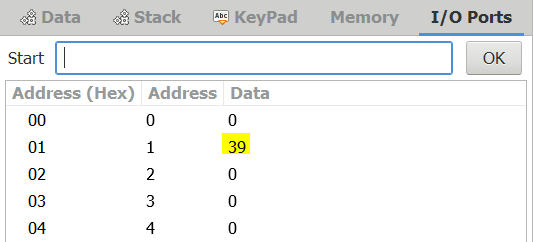 Data Stack Abc KeyPad Memory I/O Ports
Start OK
Address (Hex) Address Data
00 0 0
01 1 39
02 2 0
03 3 0
04 4 0